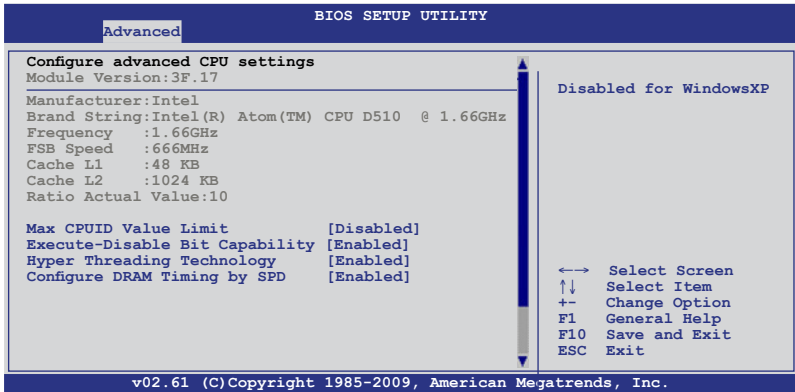 BIOS SETUP UTILITY
Advanced
Configure advanced CPU settings
Module Version:3F.17
Manufacturer:Intel
Brand String:Intel(R) Atom(TM) CPU D510 @ 1.66GHz
Frequency :1.66GHz
FSB Speed :666MHz
Cache L1 :48 KB
Cache L2 :1024 KB
Ratio Actual Value:10
Max CPUID Value Limit [Disabled]
Execute-Disable Bit Capability [Enabled]
Hyper Threading Technology [Enabled]
Configure DRAM Timing by SPD [Enabled]
Disabled for WindowsXP
←→ Select Screen
↑↓ Select Item
+- Change Option
F1 General Help
F10 Save and Exit
ESC Exit
v02.61 (C)Copyright 1985-2009, American Megatrends, Inc.